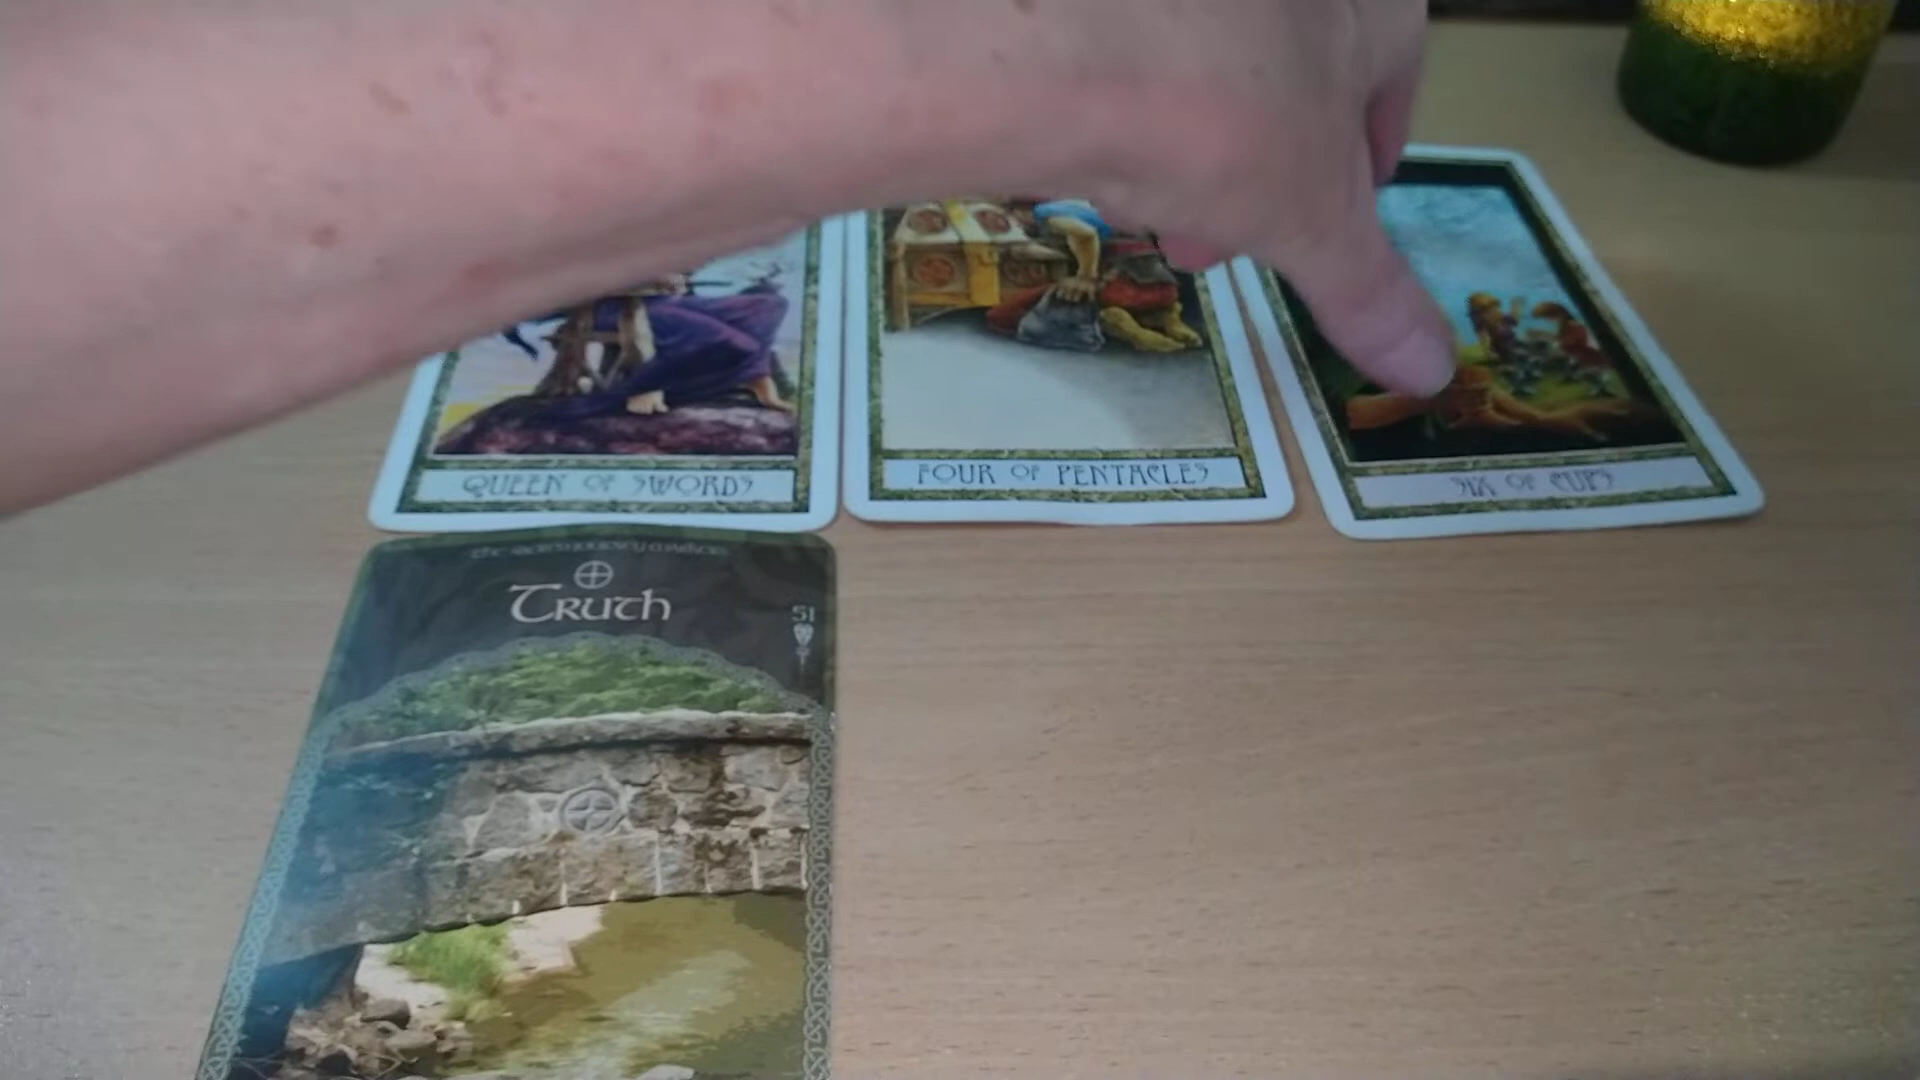 QUEEN OF SWORDS
FOUR OF PENTACLES
SIX OF CUPS
Truth
51